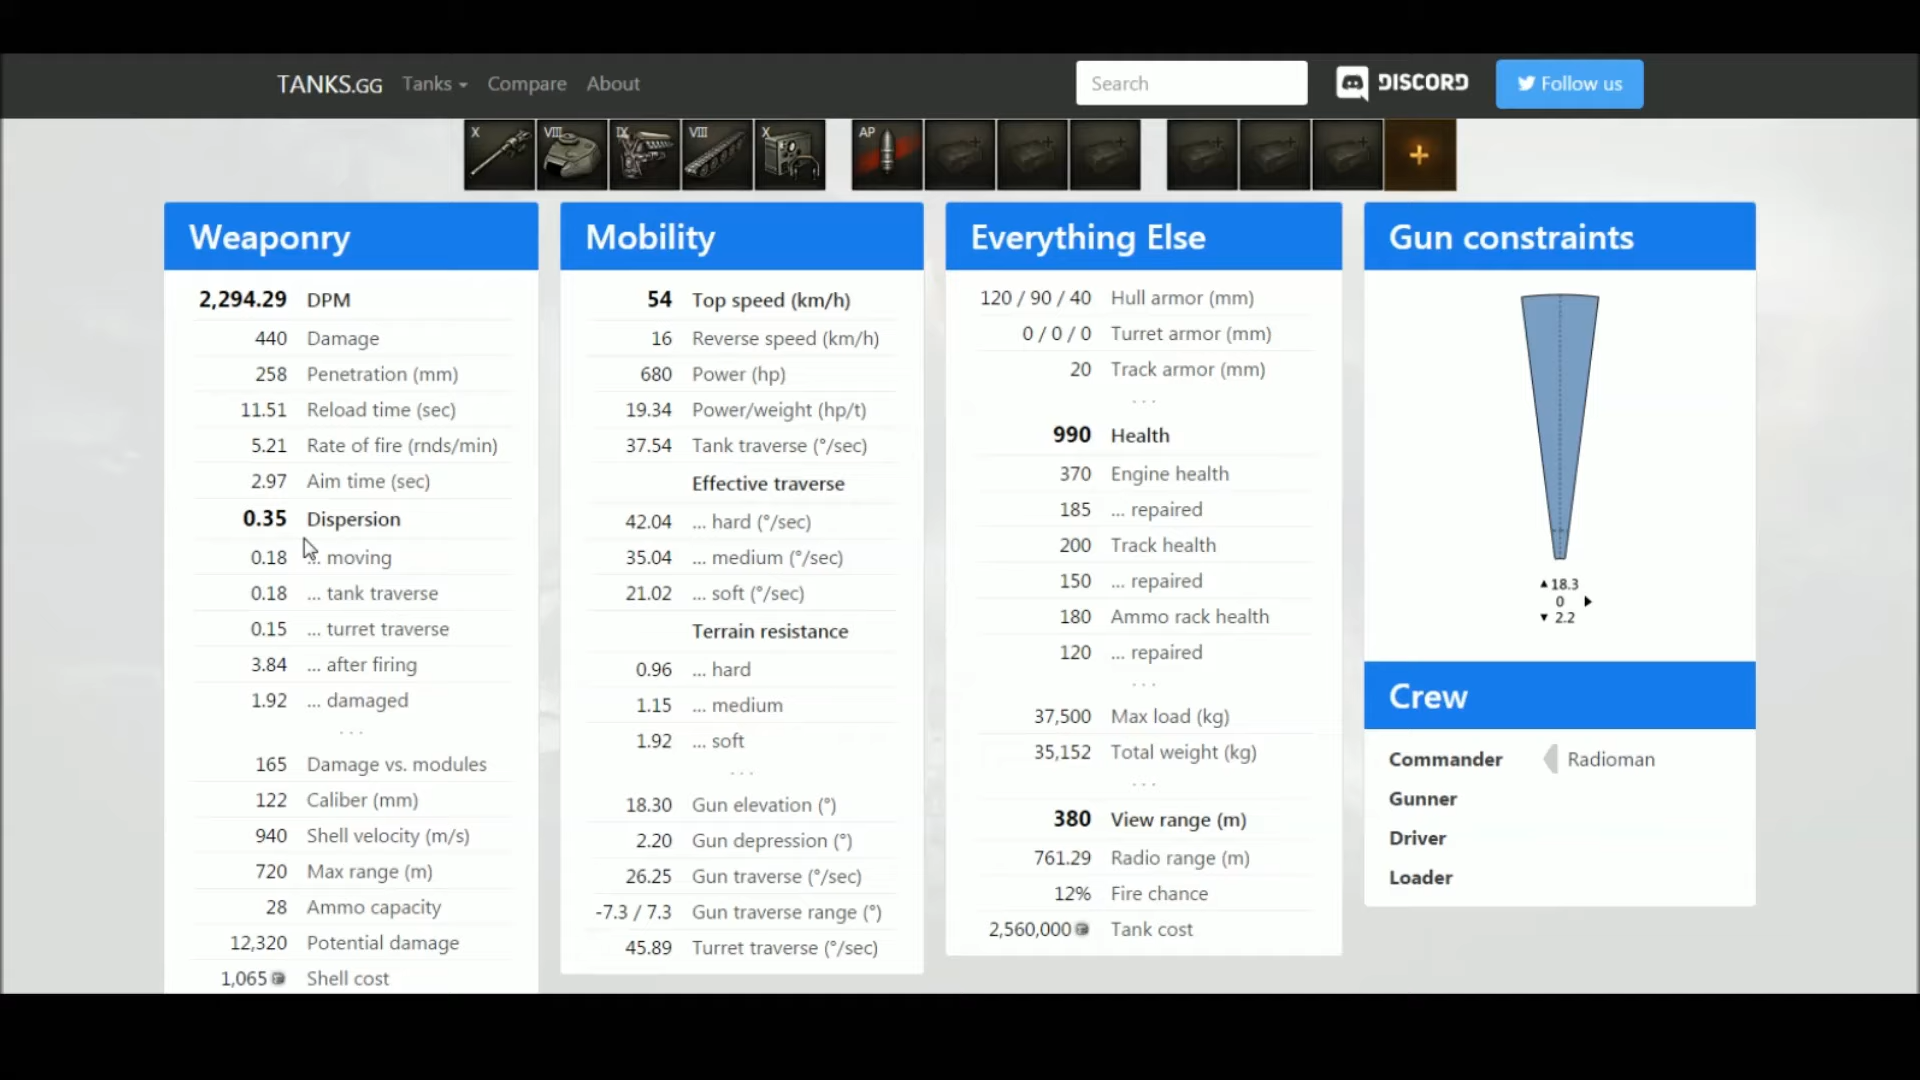 TANKS.GG Tanks Compare About Search DISCORD Follow us
X VIII IX VIII X AP
Weaponry
2,294.29 DPM
440 Damage
258 Penetration (mm)
11.51 Reload time (sec)
5.21 Rate of fire (rnds/min)
2.97 Aim time (sec)
0.35 Dispersion
0.18 ... moving
0.18 ... tank traverse
0.15 ... turret traverse
3.84 ... after firing
1.92 ... damaged
. . .
165 Damage vs. modules
122 Caliber (mm)
940 Shell velocity (m/s)
720 Max range (m)
28 Ammo capacity
12,320 Potential damage
1,065 Shell cost
Mobility
54 Top speed (km/h)
16 Reverse speed (km/h)
680 Power (hp)
19.34 Power/weight (hp/t)
37.54 Tank traverse (°/sec)
Effective traverse
42.04 ... hard (°/sec)
35.04 ... medium (°/sec)
21.02 ... soft (°/sec)
Terrain resistance
0.96 ... hard
1.15 ... medium
1.92 ... soft
. . .
18.30 Gun elevation (°)
2.20 Gun depression (°)
26.25 Gun traverse (°/sec)
-7.3 / 7.3 Gun traverse range (°)
45.89 Turret traverse (°/sec)
Everything Else
120 / 90 / 40 Hull armor (mm)
0 / 0 / 0 Turret armor (mm)
20 Track armor (mm)
. . .
990 Health
370 Engine health
185 ... repaired
200 Track health
150 ... repaired
180 Ammo rack health
120 ... repaired
. . .
37,500 Max load (kg)
35,152 Total weight (kg)
. . .
380 View range (m)
761.29 Radio range (m)
12% Fire chance
2,560,000 Tank cost
Gun constraints
▲ 18.3
0 ▶
▼ 2.2
Crew
Commander Radioman
Gunner
Driver
Loader